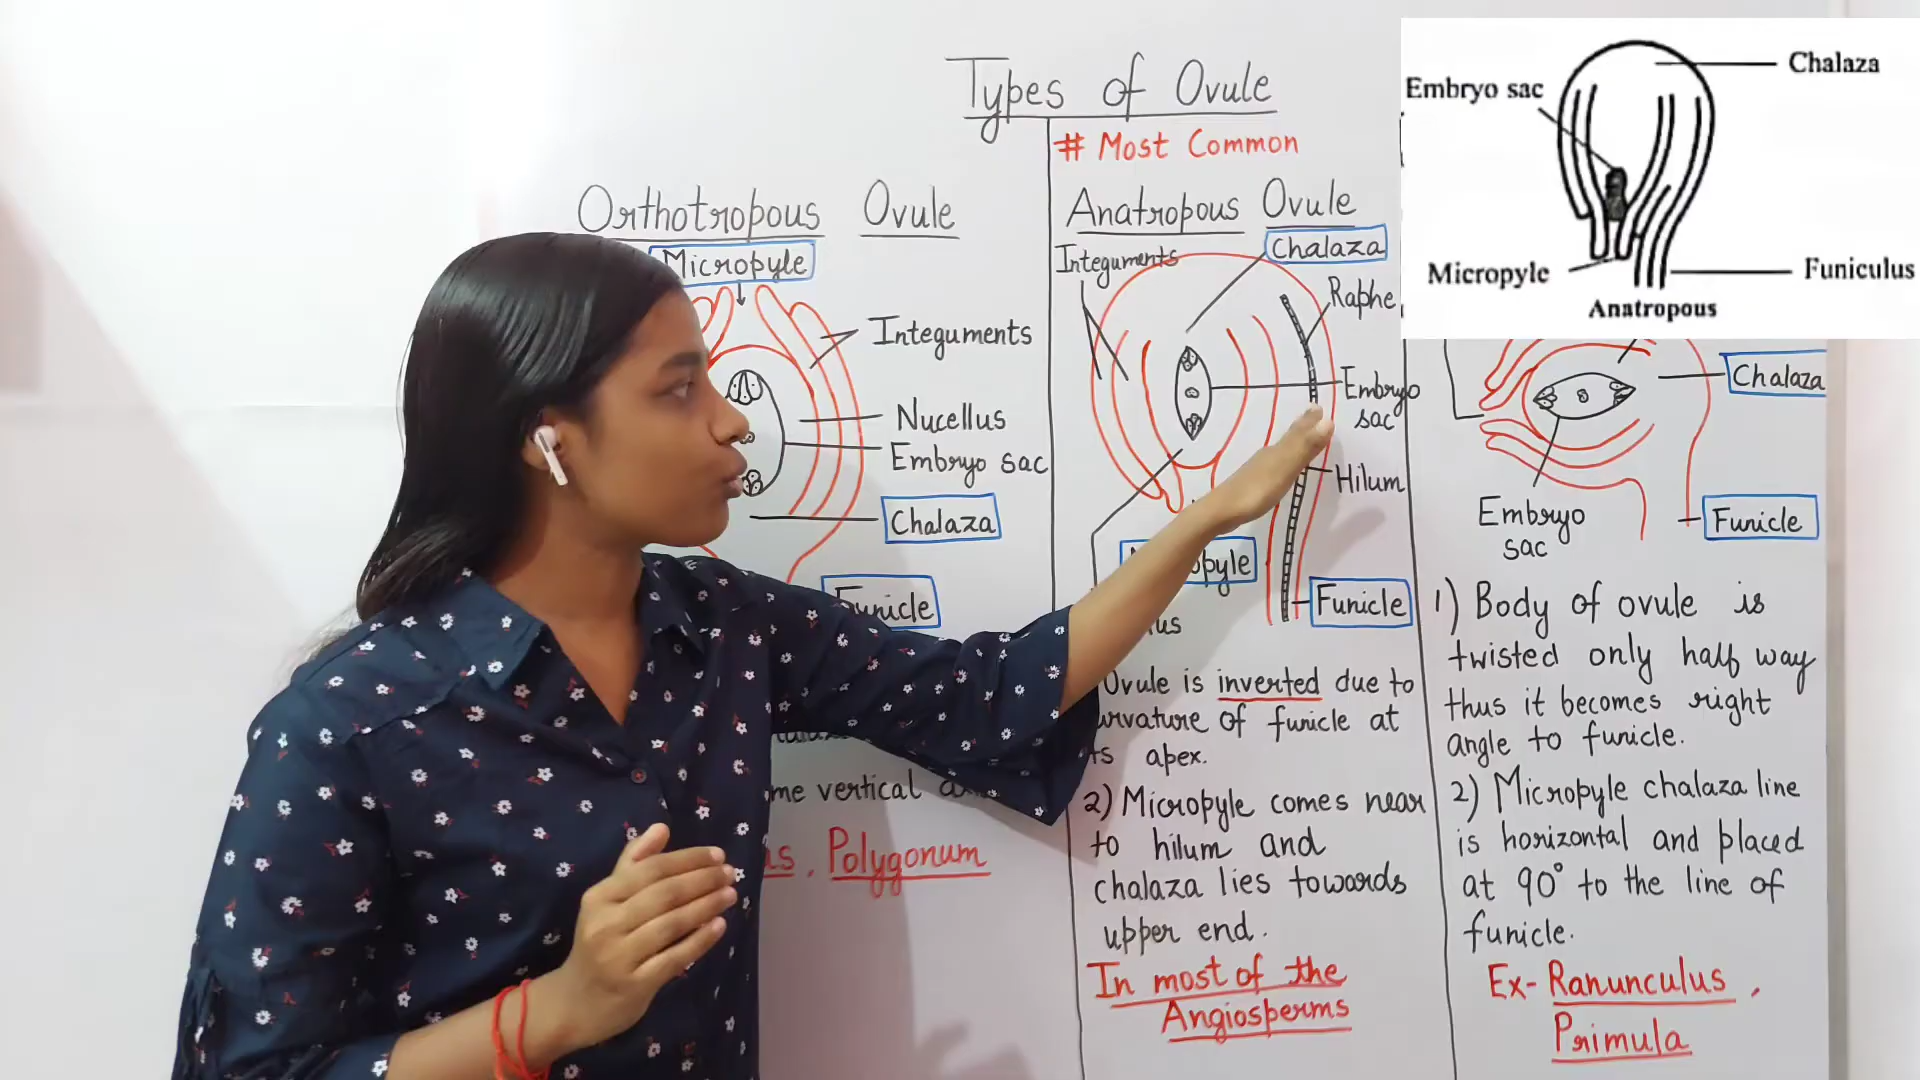 Types of Ovule
# Most Common
Orthotropous Ovule
Micropyle
Integuments
Nucellus
Embryo sac
Chalaza
Funicle
me vertical
Polygonum
Anatropous Ovule
Integuments
Chalaza
Raphe
Embryo
sac
Hilum
Funicle
Ovule is inverted due to
of funicle at
apex.
2) Micropyle comes near
to hilum and
chalaza lies towards
upper end.
In most of the
Angiosperms
Embryo sac
Chalaza
Micropyle
Funiculus
Anatropous
Chalaza
Embryo
sac
Funicle
1) Body of ovule is
twisted only half way
thus it becomes right
angle to funicle.
2) Micropyle chalaza line
is horizontal and placed
at 90° to the line of
funicle.
Ex- Ranunculus,
Primula